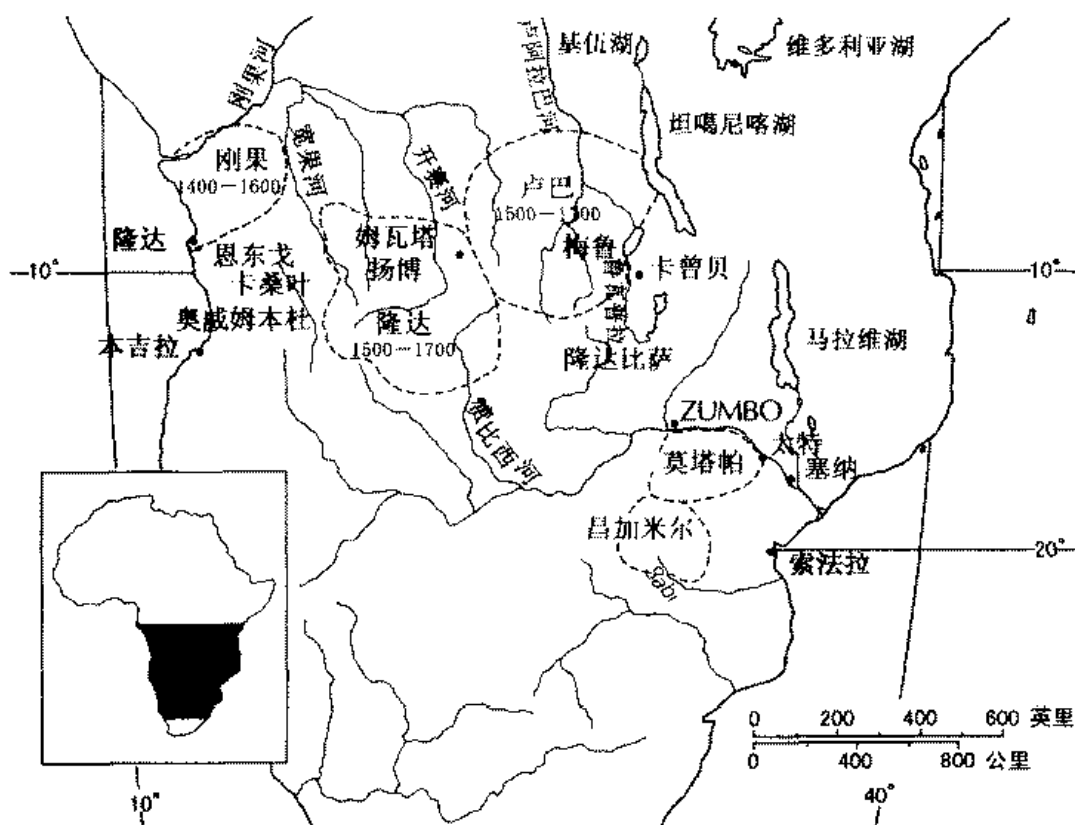 基伍湖
维多利亚湖
刚果河
卢阿拉巴河
坦噶尼喀湖
刚果
1400－1600
宽果河
开赛河
卢巴
隆达
姆瓦塔
扬博
恩东戈
梅鲁
卡曾贝
10°
10°
卡桑叶
奥威姆本杜
隆达
1500－1700
马拉维湖
本吉拉
隆达比萨
ZUMBO
赞比西河
太特
莫塔帕
塞纳
昌加米尔
20°
索法拉
Sabi
0 200 400 600 英里
0 400 800 公里
10°
40°